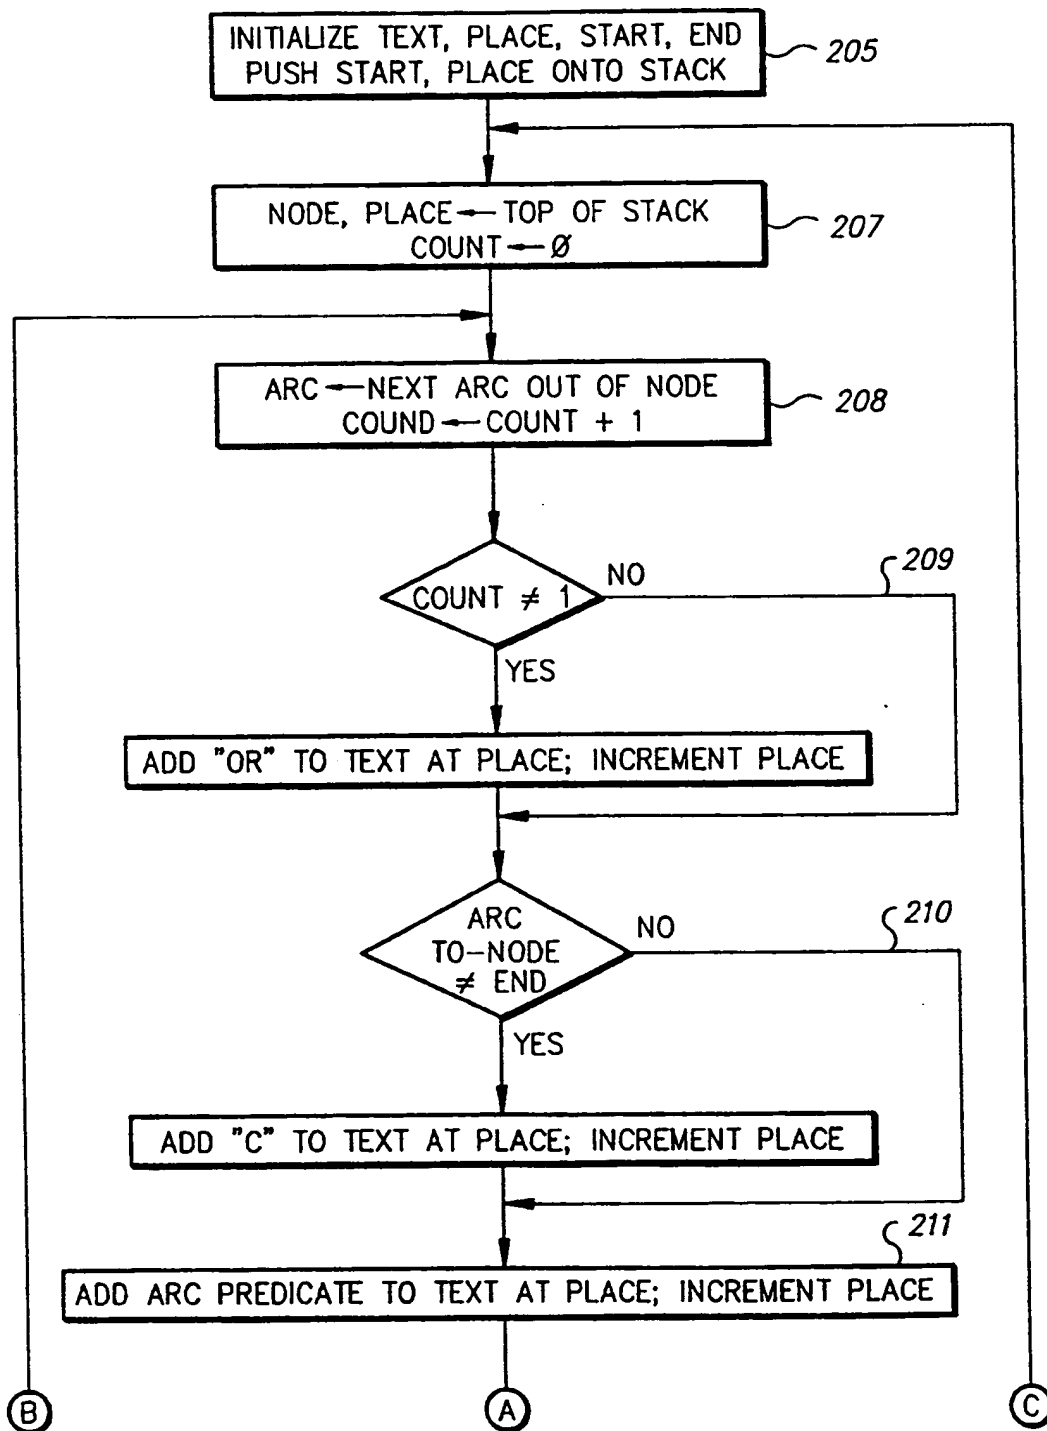 INITIALIZE TEXT, PLACE, START, END
PUSH START, PLACE ONTO STACK
205
NODE, PLACE ← TOP OF STACK
COUNT ← Ø
207
ARC ← NEXT ARC OUT OF NODE
COUND ← COUNT + 1
208
COUNT ≠ 1
NO
209
YES
ADD "OR" TO TEXT AT PLACE; INCREMENT PLACE
ARC
TO-NODE
≠ END
NO
210
YES
ADD "C" TO TEXT AT PLACE; INCREMENT PLACE
211
ADD ARC PREDICATE TO TEXT AT PLACE; INCREMENT PLACE
B
A
C